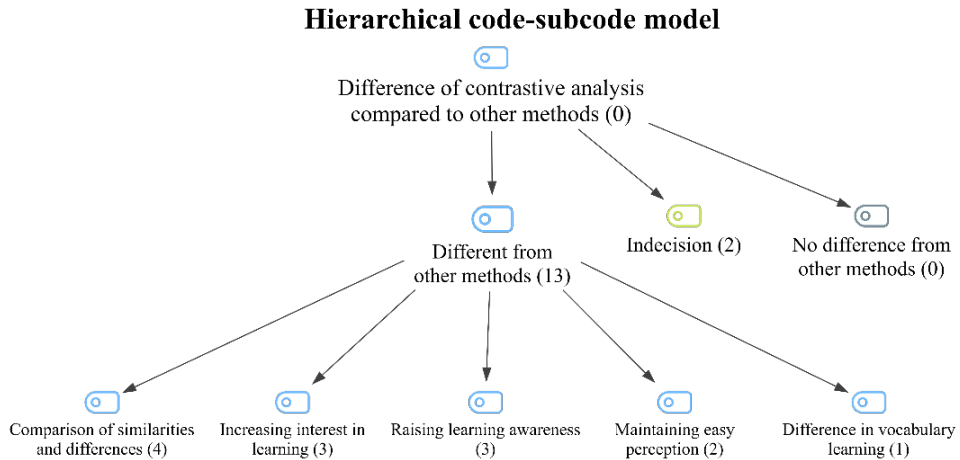 Hierarchical code-subcode model
Difference of contrastive analysis
compared to other methods (0)
Different from
other methods (13)
Indecision (2)
No difference from
other methods (0)
Comparison of similarities
and differences (4)
Increasing interest in
learning (3)
Raising learning awareness
(3)
Maintaining easy
perception (2)
Difference in vocabulary
learning (1)